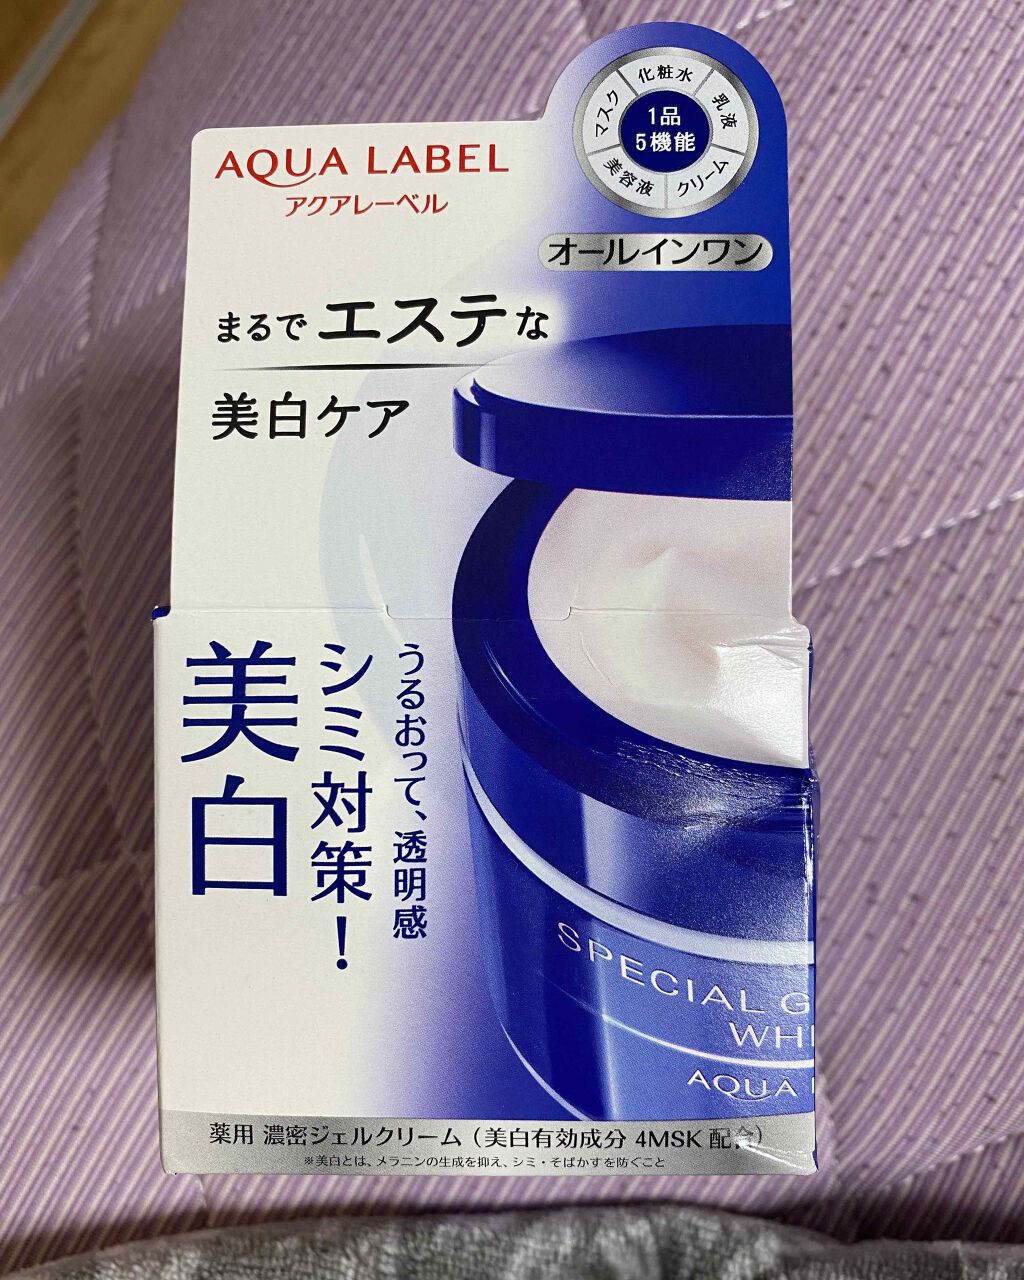 化粧水
乳液
クリーム
美容液
マスク
1品
5機能
AQUA LABEL
アクアレーベル
オールインワン
まるでエステな
美白ケア
うるおって、透明感
シミ対策!
美白
SPECIAL G
WHI
AQUA
薬用 濃密ジェルクリーム(美白有効成分 4MSK 配合)
※美白とは、メラニンの生成を抑え、シミ・そばかすを防ぐこと